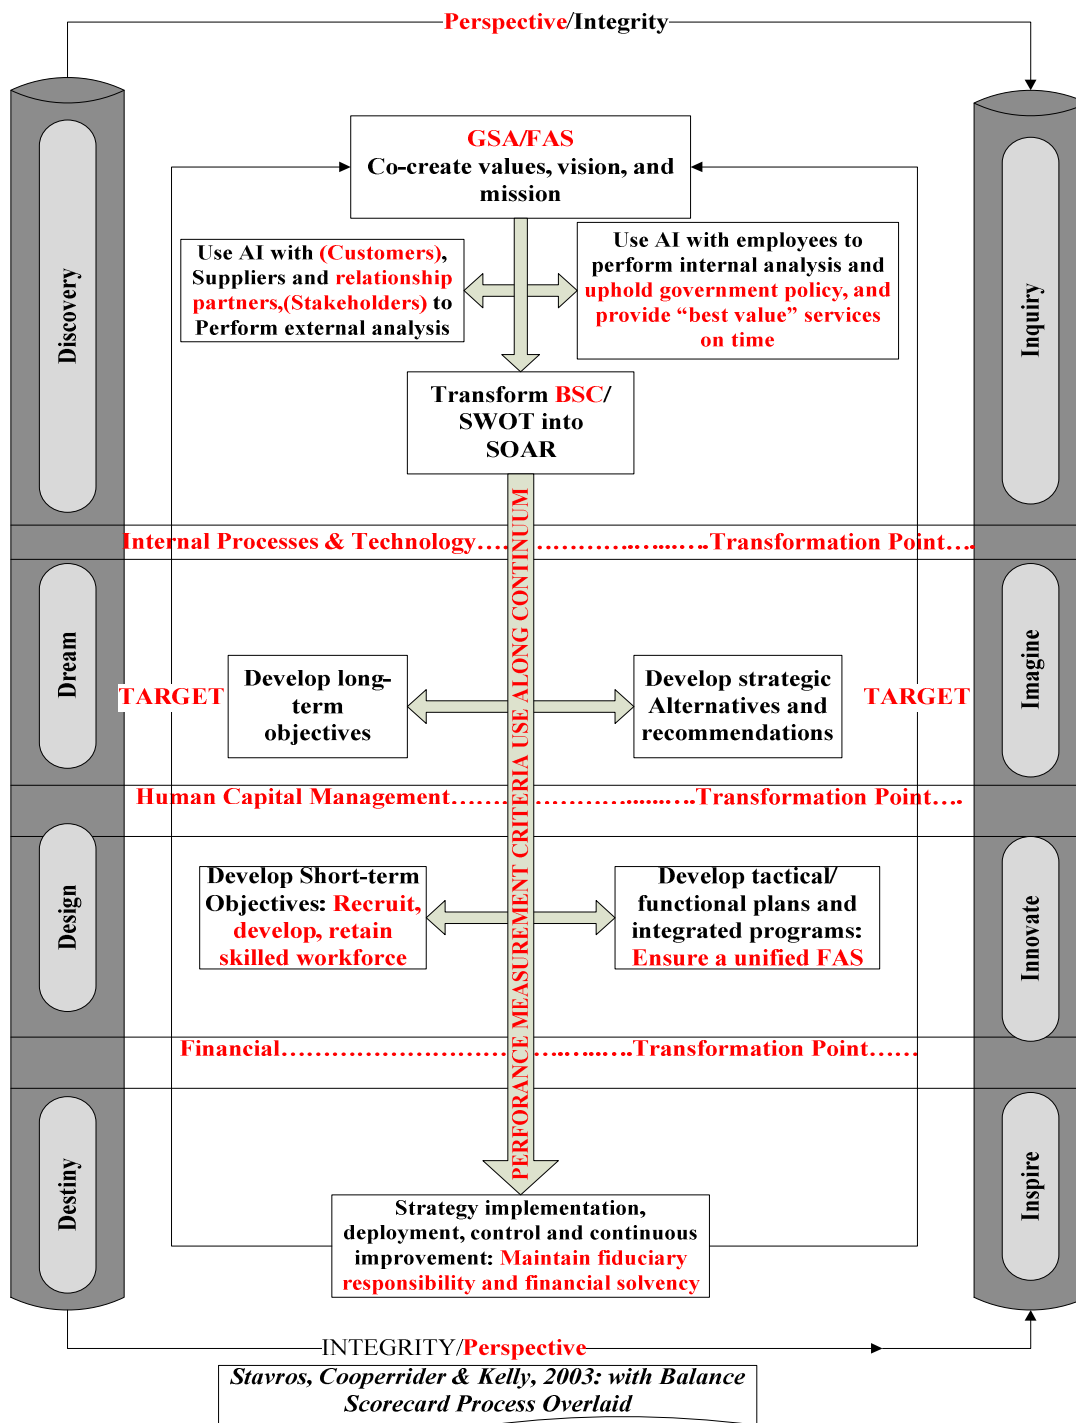 Perspective/Integrity
GSA/FAS
Co-create values, vision, and
mission
Use AI with (Customers),
Suppliers and relationship
partners,(Stakeholders) to
Perform external analysis
Use AI with employees to
perform internal analysis and
uphold government policy, and
provide “best value” services
on time
Discovery
Inquiry
Transform BSC/
SWOT into
SOAR
PERFORANCE MEASUREMENT CRITERIA USE ALONG CONTINUUM
Internal Processes & Technology…..……………..…...…..Transformation Point….
Dream
Imagine
TARGET
Develop long-
term
objectives
Develop strategic
Alternatives and
recommendations
TARGET
Human Capital Management…………………….......….Transformation Point….
Design
Innovate
Develop Short-term
Objectives: Recruit,
develop, retain
skilled workforce
Develop tactical/
functional plans and
integrated programs:
Ensure a unified FAS
Financial……………………………..…...….Transformation Point……
Destiny
Inspire
Strategy implementation,
deployment, control and continuous
improvement: Maintain fiduciary
responsibility and financial solvency
INTEGRITY/Perspective
Stavros, Cooperrider & Kelly, 2003: with Balance
Scorecard Process Overlaid